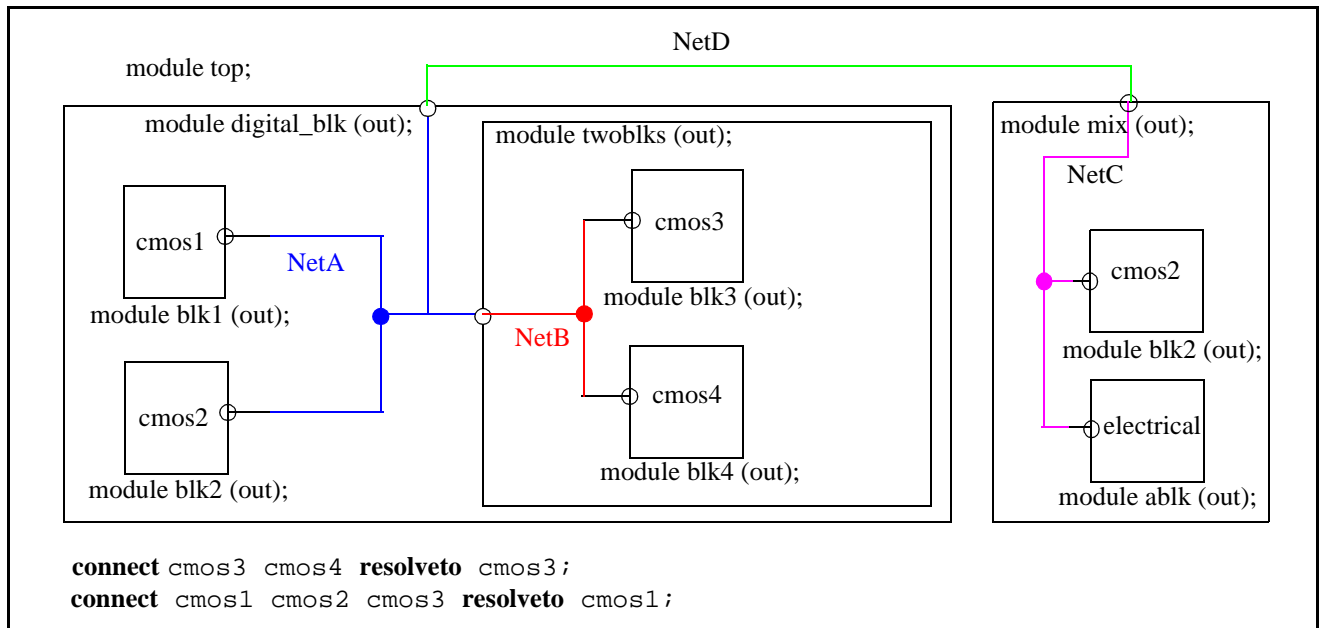 NetD
module top;
module digital_blk (out);
module twoblks (out);
module mix (out);
NetC
cmos1
NetA
module blk1 (out);
cmos3
module blk3 (out);
NetB
cmos2
module blk2 (out);
cmos4
module blk4 (out);
cmos2
module blk2 (out);
electrical
module ablk (out);
connect cmos3 cmos4 resolveto cmos3;
connect cmos1 cmos2 cmos3 resolveto cmos1;